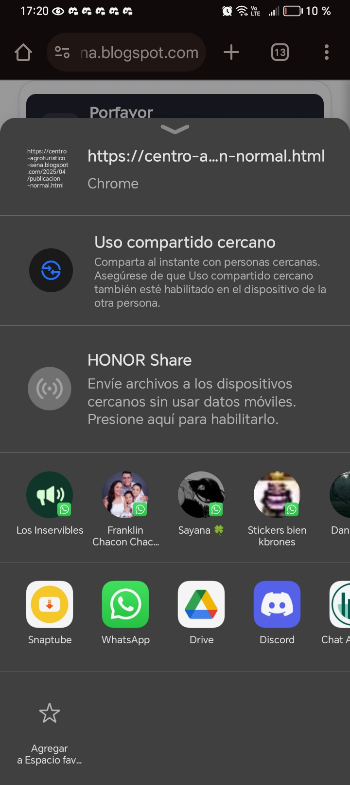 17:20
Vo
LTE
10 %
na.blogspot.com
13
Porfavor
https://centro
-agroturistico
-sena.blogspot
.com/2025/04
/publicacion
-normal.html
https://centro-a...n-normal.html
Chrome
Uso compartido cercano
Comparta al instante con personas cercanas.
Asegúrese de que Uso compartido cercano
también esté habilitado en el dispositivo de la
otra persona.
HONOR Share
Envíe archivos a los dispositivos
cercanos sin usar datos móviles.
Presione aquí para habilitarlo.
Los Inservibles
Franklin
Chacon Chac...
Sayana 🍀
Stickers bien
kbrones
Dan
Snaptube
WhatsApp
Drive
Discord
Chat A
Agregar
a Espacio fav...